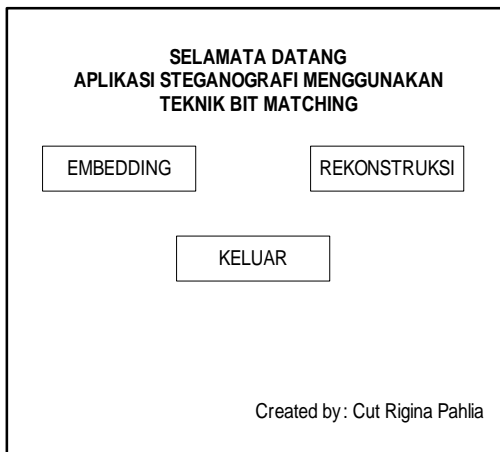 SELAMATA DATANG
APLIKASI STEGANOGRAFI MENGGUNAKAN
TEKNIK BIT MATCHING
EMBEDDING
REKONSTRUKSI
KELUAR
Created by : Cut Rigina Pahlia